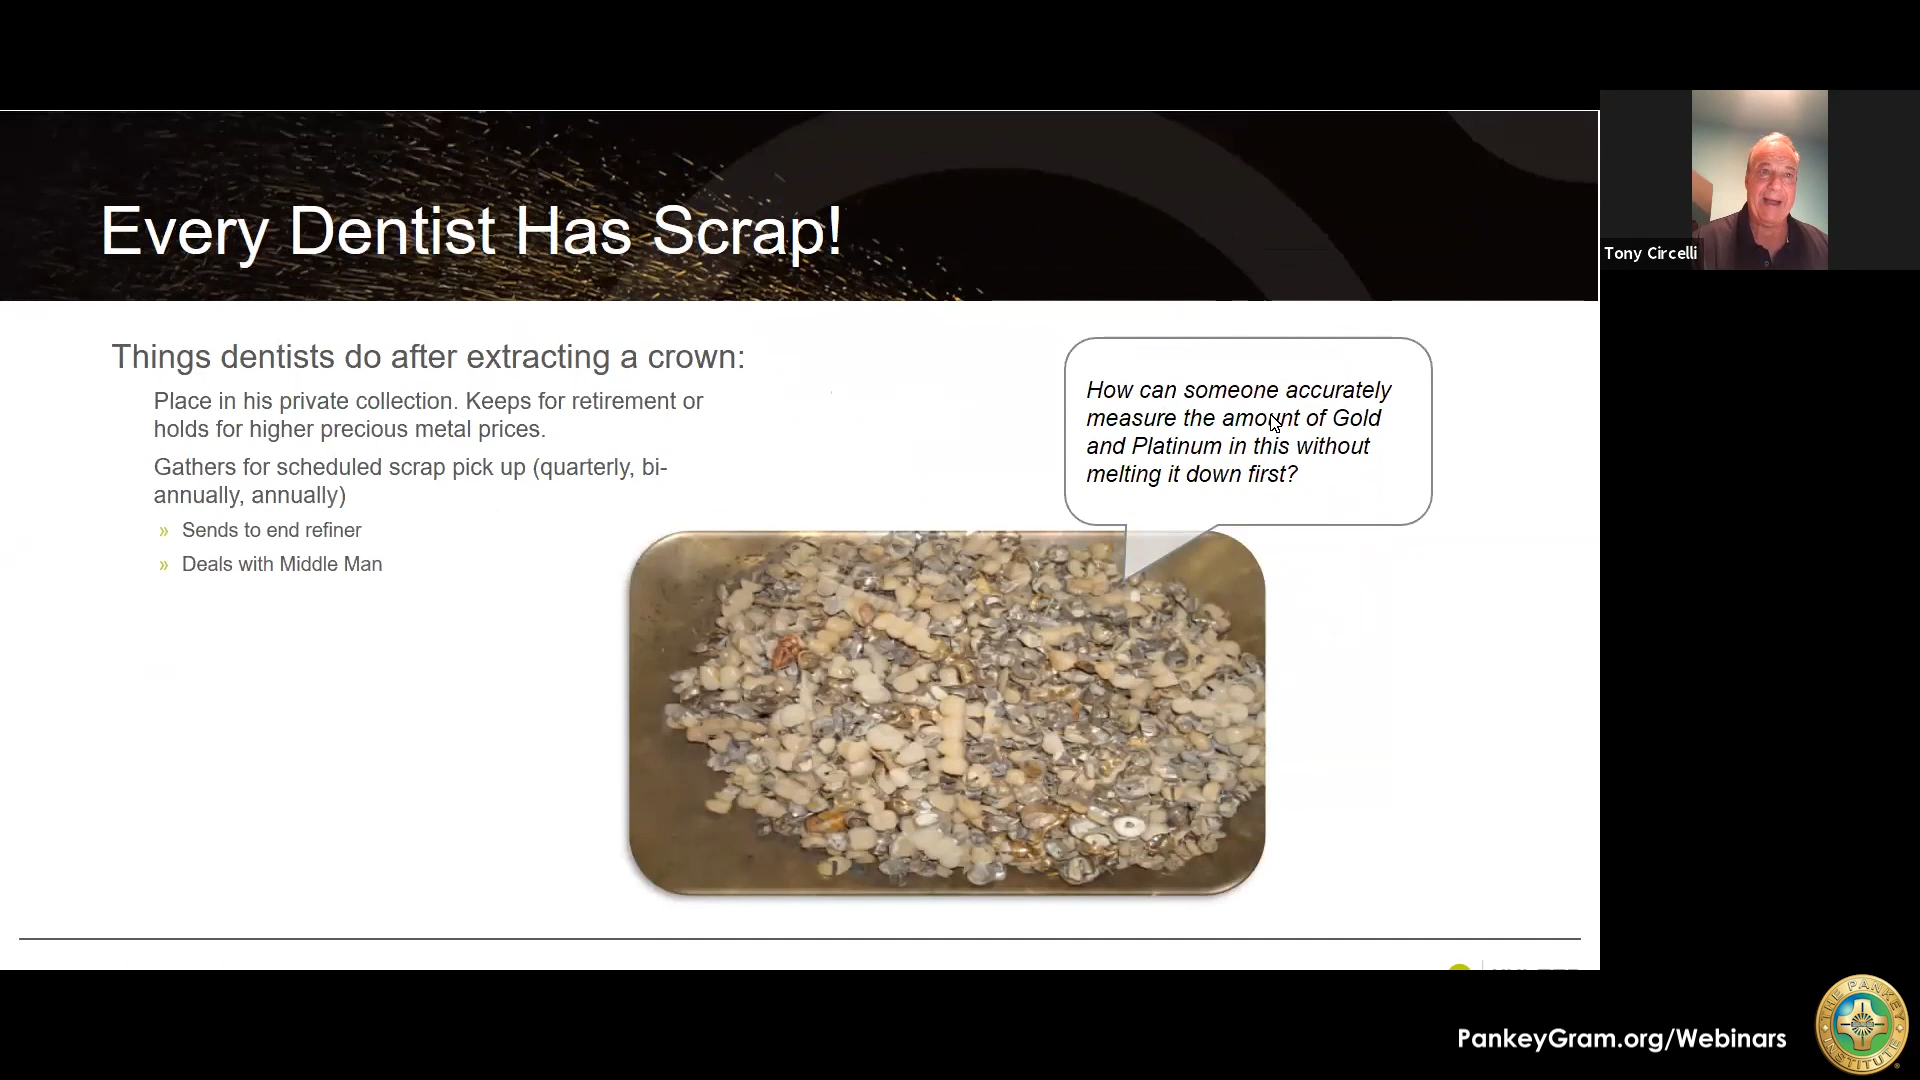 Every Dentist Has Scrap!
Tony Circelli
Things dentists do after extracting a crown:
Place in his private collection. Keeps for retirement or
holds for higher precious metal prices.
Gathers for scheduled scrap pick up (quarterly, bi-
annually, annually)
» Sends to end refiner
» Deals with Middle Man
How can someone accurately
measure the amount of Gold
and Platinum in this without
melting it down first?
PankeyGram.org/Webinars
THE PANKEY
INSTITUTE